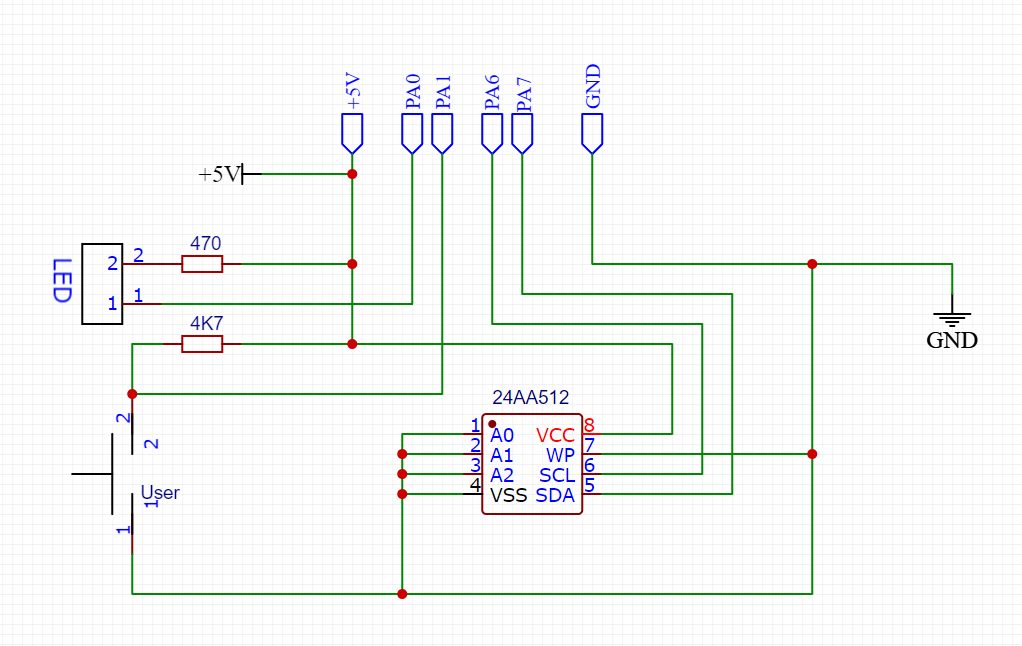 +5V
PA0
PA1
PA6
PA7
GND
+5V
470
LED
2
2
1
1
4K7
GND
2
2
User
1
1
24AA512
1 A0 VCC 8
2 A1 WP 7
3 A2 SCL 6
4 VSS SDA 5